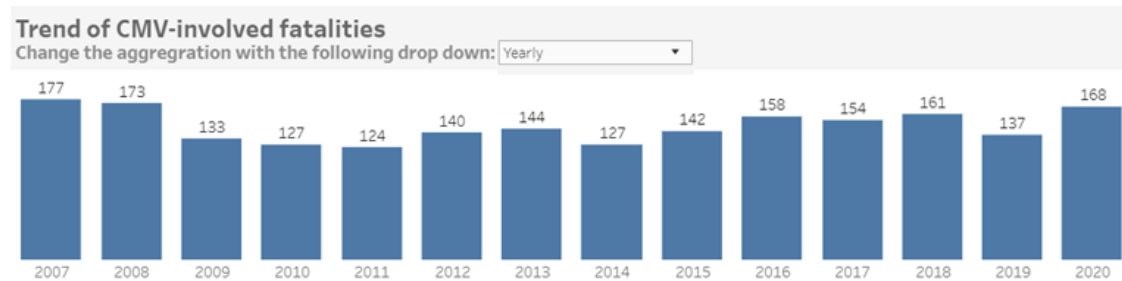 Trend of CMV-involved fatalities
Change the aggregration with the following drop down: Yearly
177 173 133 127 124 140 144 127 142 158 154 161 137 168
2007 2008 2009 2010 2011 2012 2013 2014 2015 2016 2017 2018 2019 2020